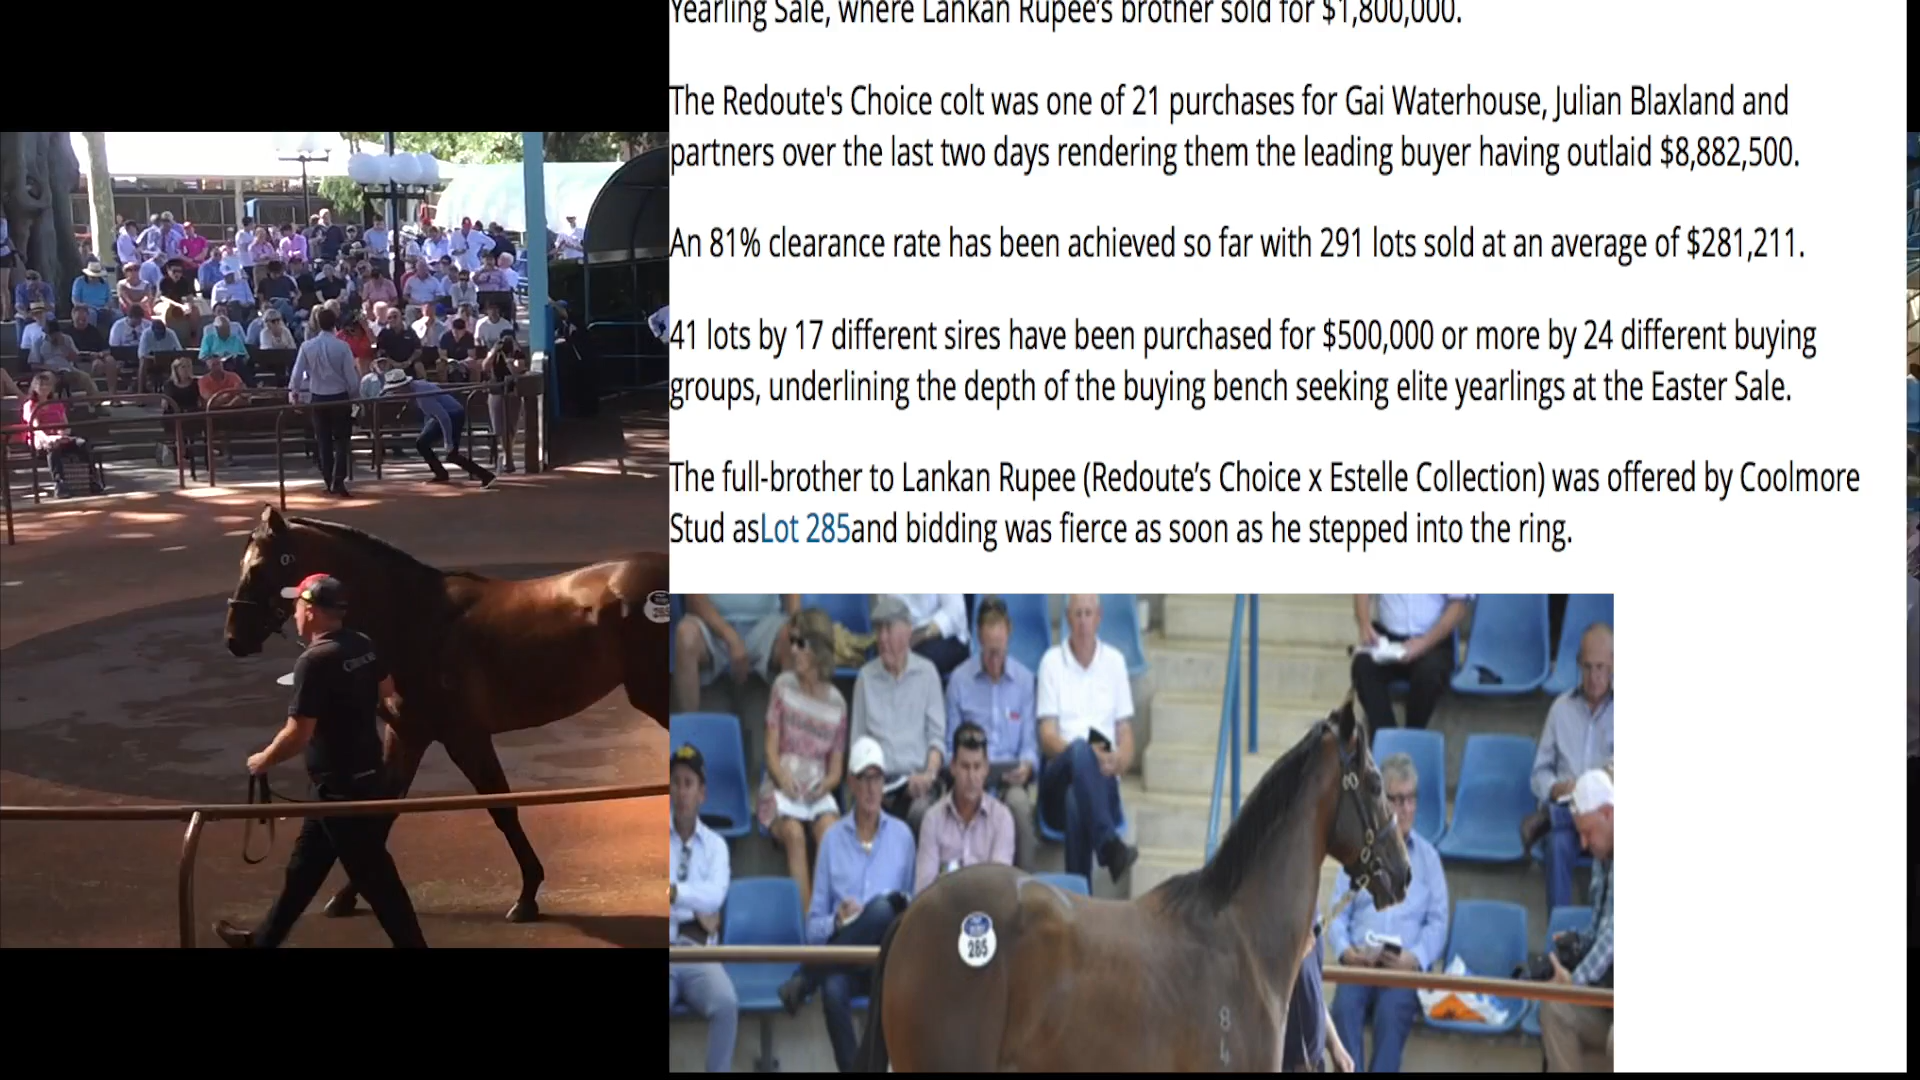 Yearling Sale, where Lankan Rupee's brother sold for $1,800,000.
The Redoute's Choice colt was one of 21 purchases for Gai Waterhouse, Julian Blaxland and
partners over the last two days rendering them the leading buyer having outlaid $8,882,500.
An 81% clearance rate has been achieved so far with 291 lots sold at an average of $281,211.
41 lots by 17 different sires have been purchased for $500,000 or more by 24 different buying
groups, underlining the depth of the buying bench seeking elite yearlings at the Easter Sale.
The full-brother to Lankan Rupee (Redoute’s Choice x Estelle Collection) was offered by Coolmore
Stud asLot 285and bidding was fierce as soon as he stepped into the ring.
285
8
4